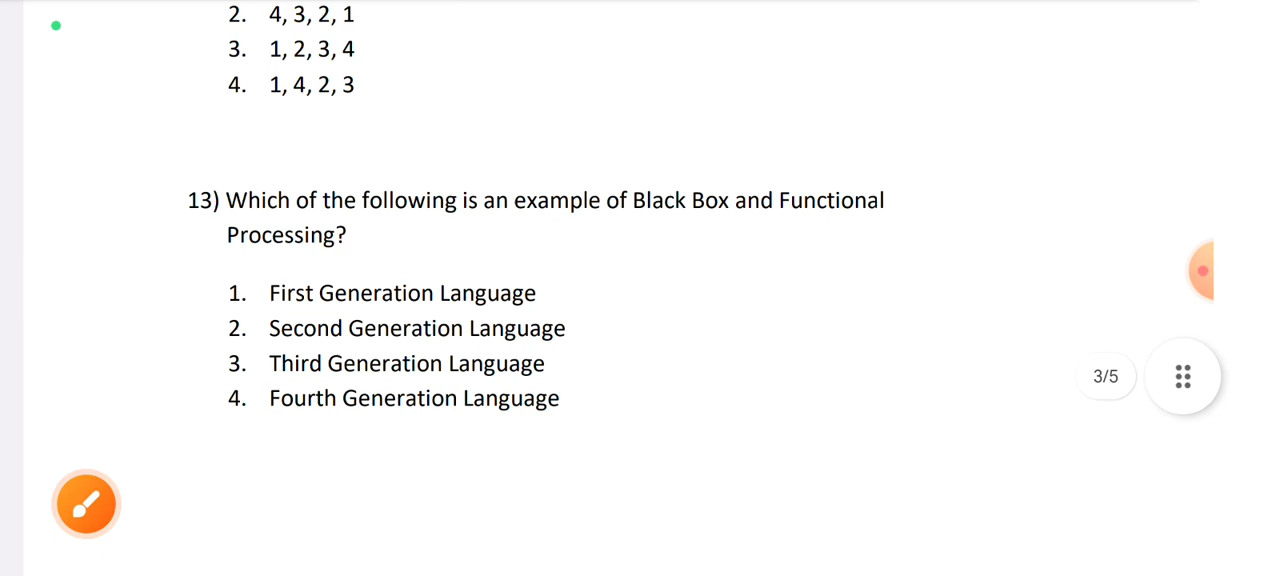 2. 4, 3, 2, 1
3. 1, 2, 3, 4
4. 1, 4, 2, 3
13) Which of the following is an example of Black Box and Functional
Processing?
1. First Generation Language
2. Second Generation Language
3. Third Generation Language
3/5
4. Fourth Generation Language